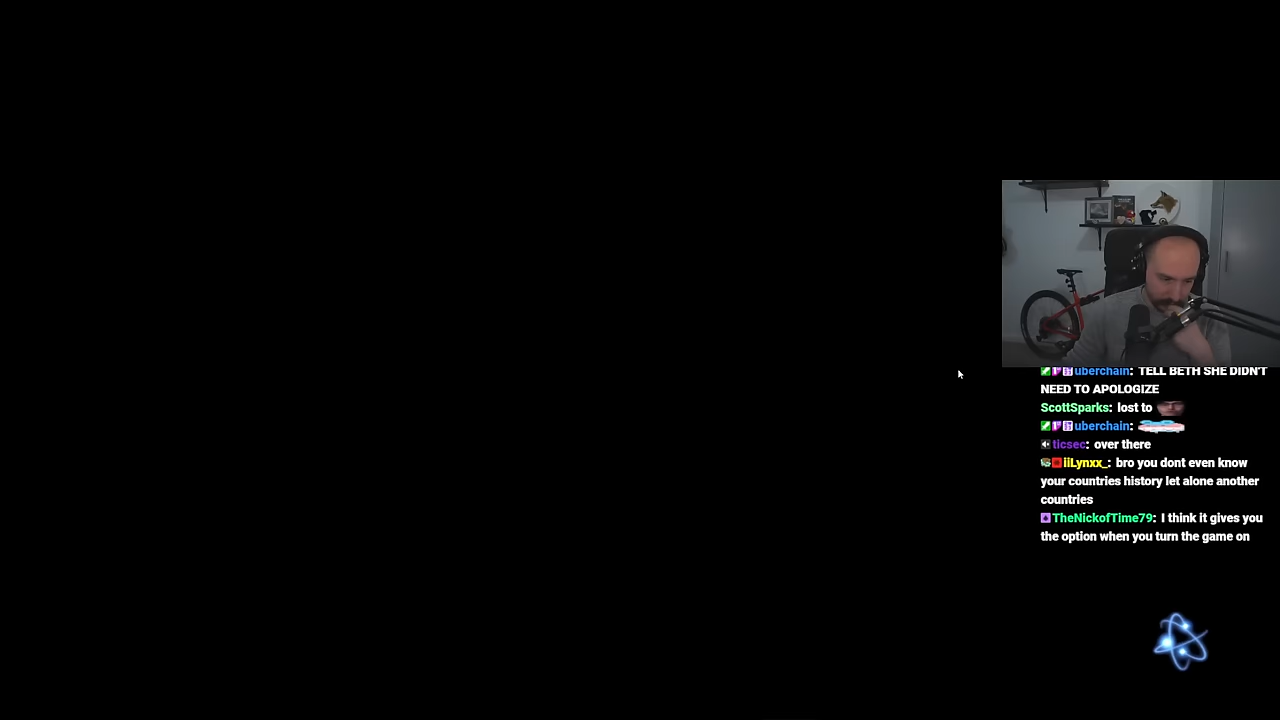 uberchain: TELL BETH SHE DIDN'T
NEED TO APOLOGIZE
ScottSparks: lost to
uberchain:
ticsec: over there
iiLynxx_: bro you dont even know
your countries history let alone another
countries
TheNickofTime79: I think it gives you
the option when you turn the game on